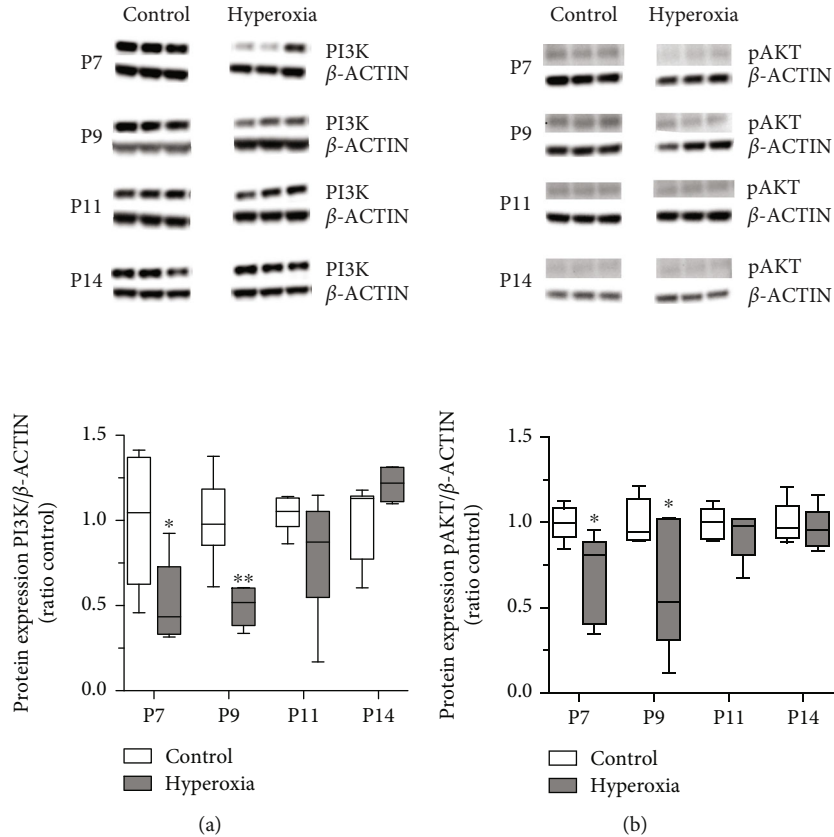 Control Hyperoxia
P7 PI3K
β-ACTIN
P9 PI3K
β-ACTIN
P11 PI3K
β-ACTIN
P14 PI3K
β-ACTIN
Protein expression PI3K/β-ACTIN
(ratio control)
1.5
1.0
0.5
0.0
*
**
P7 P9 P11 P14
Control
Hyperoxia
(a)
Control Hyperoxia
P7 pAKT
β-ACTIN
P9 pAKT
β-ACTIN
P11 pAKT
β-ACTIN
P14 pAKT
β-ACTIN
Protein expression pAKT/β-ACTIN
(ratio control)
1.5
1.0
0.5
0.0
* *
P7 P9 P11 P14
Control
Hyperoxia
(b)